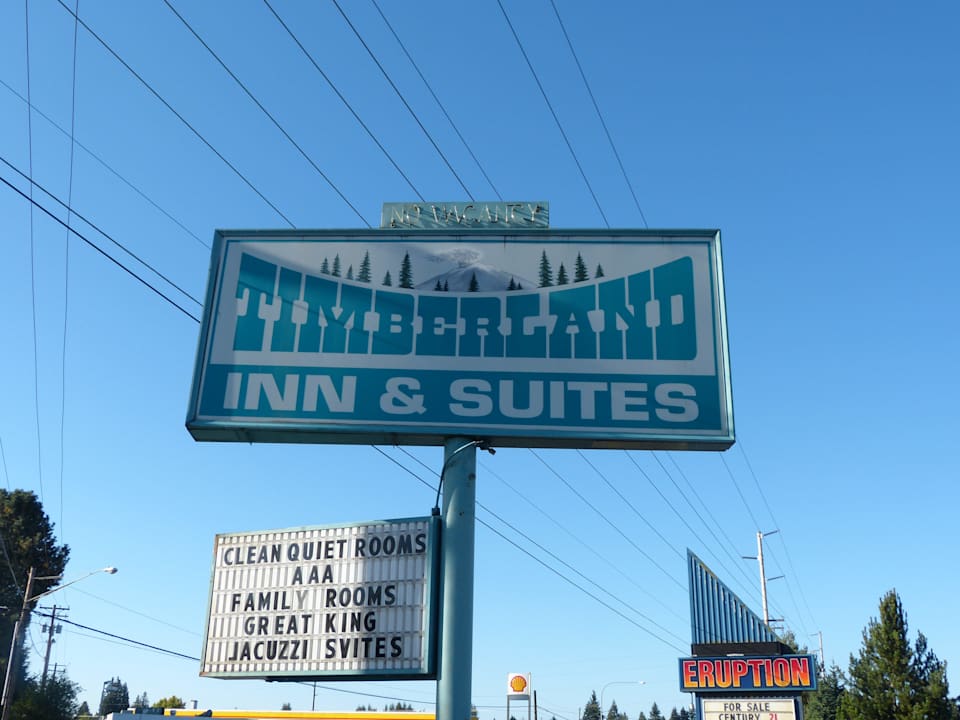 NO VACANCY
TIMBERLAND
INN & SUITES
CLEAN QUIET ROOMS
AAA
FAMILY ROOMS
GREAT KING
JACUZZI SVITES
ERUPTION
FOR SALE
CENTURY 21